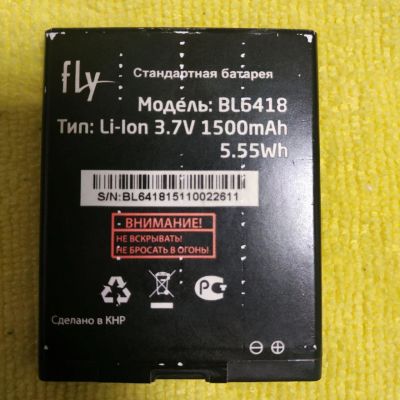 fly
Стандартная батарея
Модель: BL6418
Тип: Li-Ion 3.7V 1500mAh
5.55Wh
S/N:BL641815110022611
ВНИМАНИЕ!
НЕ ВСКРЫВАТЬ!
НЕ БРОСАТЬ В ОГОНЬ!
Сделано в КНР